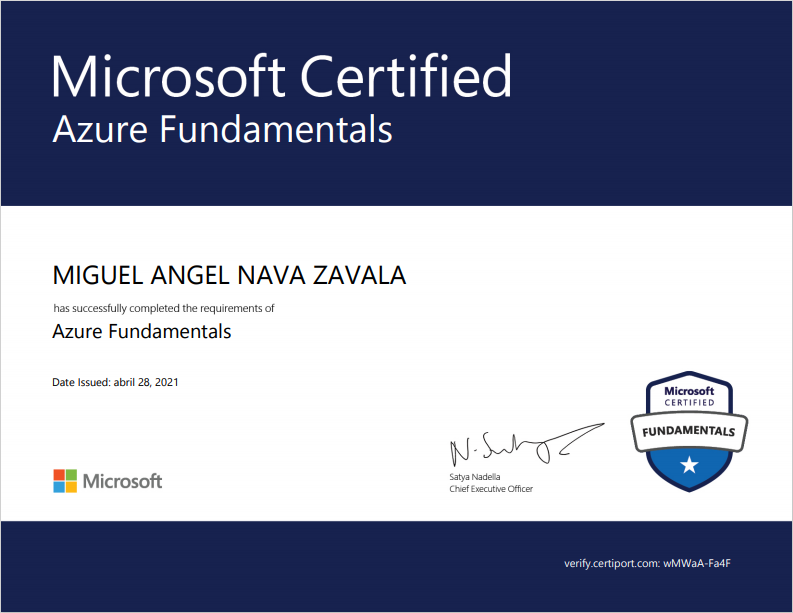 Microsoft Certified
Azure Fundamentals
MIGUEL ANGEL NAVA ZAVALA
has successfully completed the requirements of
Azure Fundamentals
Date Issued: abril 28, 2021
Microsoft
CERTIFIED
FUNDAMENTALS
Satya Nadella
Chief Executive Officer
Microsoft
verify.certiport.com: wMWaA-Fa4F